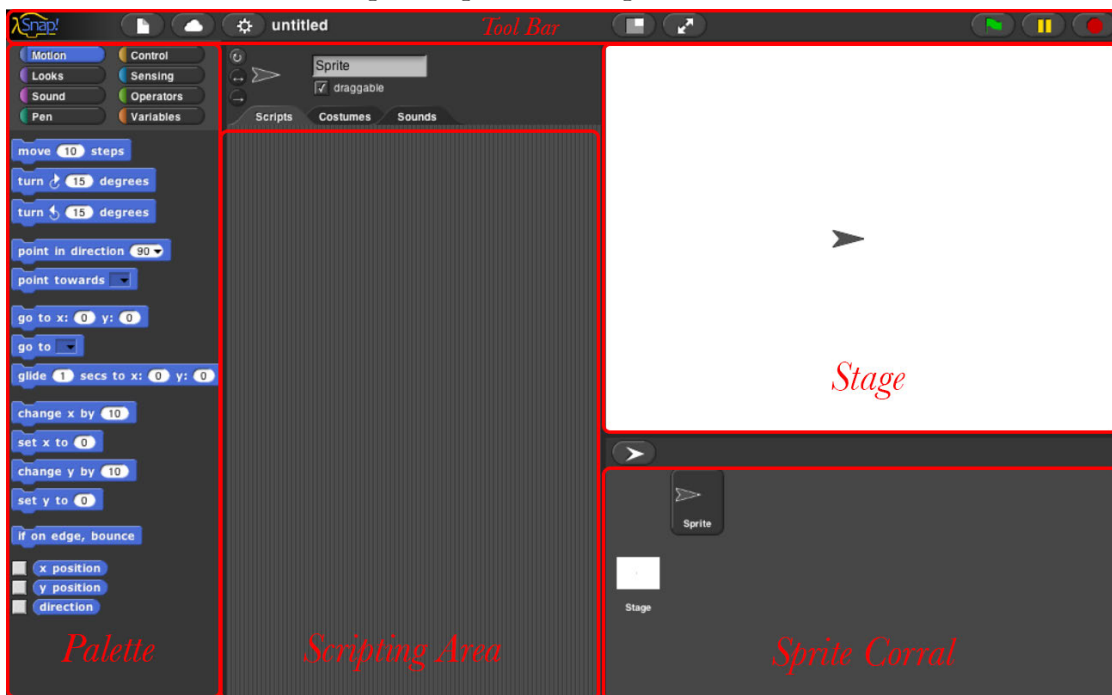 λSnap! untitled Tool Bar
Motion Control
Looks Sensing
Sound Operators
Pen Variables
Sprite
draggable
Scripts Costumes Sounds
move 10 steps
turn 15 degrees
turn 15 degrees
point in direction 90
point towards
go to x: 0 y: 0
go to
glide 1 secs to x: 0 y: 0
change x by 10
set x to 0
change y by 10
set y to 0
if on edge, bounce
x position
y position
direction
Palette
Scripting Area
Stage
Sprite
Stage
Sprite Corral